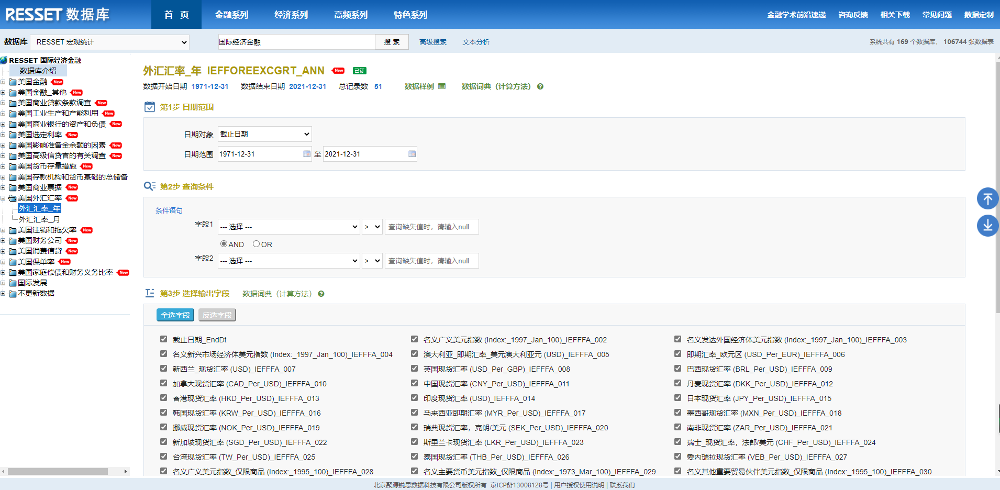 RESSET 数据库
首 页
金融系列
经济系列
高频系列
特色系列
金融学术前沿速递
咨询反馈
相关下载
常见问题
数据定制
数据库
RESSET 宏观统计
国际经济金融
搜 索
高级搜索
文本分析
系统共有 169 个数据库， 106744 张数据表
RESSET 国际经济金融
数据库介绍
美国金融 New
美国金融_其他 New
美国商业贷款条款调查 New
美国工业生产和产能利用 New
美国商业银行的资产和负债 New
美国选定利率 New
美国影响准备金余额的因素 New
美国高级信贷官的有关调查 New
美国货币存量措施 New
美国存款机构和货币基础的总储备
美国商业票据 New
美国外汇汇率 New
外汇汇率_年
外汇汇率_月
美国注销和拖欠率 New
美国财务公司 New
美国消费信贷 New
美国保单率 New
美国家庭偿债和财务义务比率 New
国际发展
不更新数据
外汇汇率_年 IEFFOREEXCGRT_ANN New 已订
数据开始日期 1971-12-31 数据结束日期 2021-12-31 总记录数 51 数据样例 数据词典（计算方法） ?
第1步 日期范围
日期对象 截止日期
日期范围 1971-12-31 至 2021-12-31
第2步 查询条件
条件语句
字段1 --- 选择 --- > 查询缺失值时，请输入null
AND OR
字段2 --- 选择 --- > 查询缺失值时，请输入null
第3步 选择输出字段 数据词典（计算方法） ?
全选字段 反选字段
截止日期_EndDt 名义广义美元指数 (Index:_1997_Jan_100)_IEFFFA_002 名义发达外国经济体美元指数 (Index:_1997_Jan_100)_IEFFFA_003
名义新兴市场经济体美元指数 (Index:_1997_Jan_100)_IEFFFA_004 澳大利亚_即期汇率_美元澳大利亚元 (USD)_IEFFFA_005 即期汇率_欧元区 (USD_Per_EUR)_IEFFFA_006
新西兰_现货汇率 (USD)_IEFFFA_007 英国现货汇率 (USD_Per_GBP)_IEFFFA_008 巴西现货汇率 (BRL_Per_USD)_IEFFFA_009
加拿大现货汇率 (CAD_Per_USD)_IEFFFA_010 中国现货汇率 (CNY_Per_USD)_IEFFFA_011 丹麦现货汇率 (DKK_Per_USD)_IEFFFA_012
香港现货汇率 (HKD_Per_USD)_IEFFFA_013 印度现货汇率 (USD)_IEFFFA_014 日本现货汇率 (JPY_Per_USD)_IEFFFA_015
韩国现货汇率 (KRW_Per_USD)_IEFFFA_016 马来西亚即期汇率 (MYR_Per_USD)_IEFFFA_017 墨西哥现货汇率 (MXN_Per_USD)_IEFFFA_018
挪威现货汇率 (NOK_Per_USD)_IEFFFA_019 瑞典现货汇率，克朗/美元 (SEK_Per_USD)_IEFFFA_020 南非现货汇率 (ZAR_Per_USD)_IEFFFA_021
新加坡现货汇率 (SGD_Per_USD)_IEFFFA_022 斯里兰卡现货汇率 (LKR_Per_USD)_IEFFFA_023 瑞士_现货汇率，法郎/美元 (CHF_Per_USD)_IEFFFA_024
台湾现货汇率 (TW_Per_USD)_IEFFFA_025 泰国现货汇率 (THB_Per_USD)_IEFFFA_026 委内瑞拉现货汇率 (VEB_Per_USD)_IEFFFA_027
名义广义美元指数_仅限商品 (Index:_1995_100)_IEFFFA_028 名义主要货币美元指数_仅限商品 (Index:_1973_Mar_100)_IEFFFA_029 名义其他重要贸易伙伴美元指数_仅限商品 (Index:_1995_100)_IEFFFA_030
北京聚源锐思数据科技有限公司版权所有 京ICP备13008128号 | 用户授权使用说明 | 联系我们